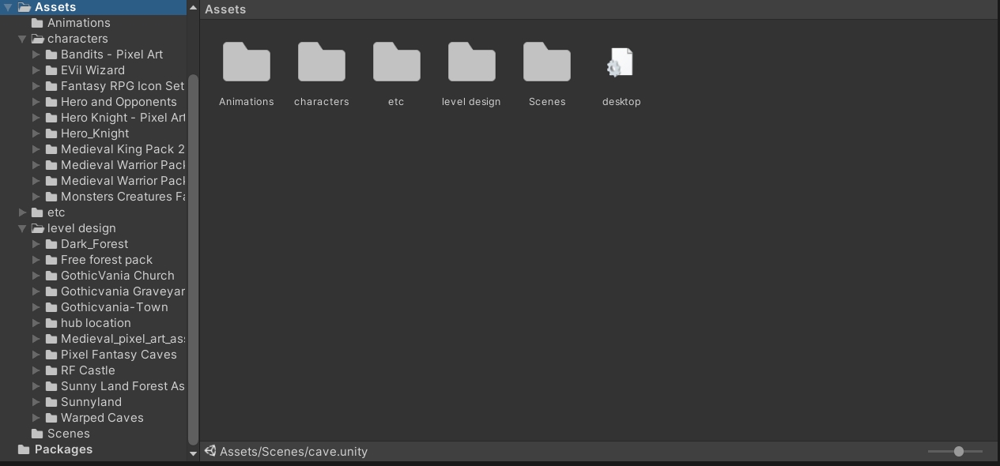 Assets
Animations
characters
Bandits - Pixel Art
EVil Wizard
Fantasy RPG Icon Set
Hero and Opponents
Hero Knight - Pixel Art
Hero_Knight
Medieval King Pack 2
Medieval Warrior Pack
Medieval Warrior Pack
Monsters Creatures Fa
etc
level design
Dark_Forest
Free forest pack
GothicVania Church
Gothicvania Graveyar
Gothicvania-Town
hub location
Medieval_pixel_art_ass
Pixel Fantasy Caves
RF Castle
Sunny Land Forest As
Sunnyland
Warped Caves
Scenes
Packages
Assets
Animations characters etc level design Scenes desktop
Assets/Scenes/cave.unity